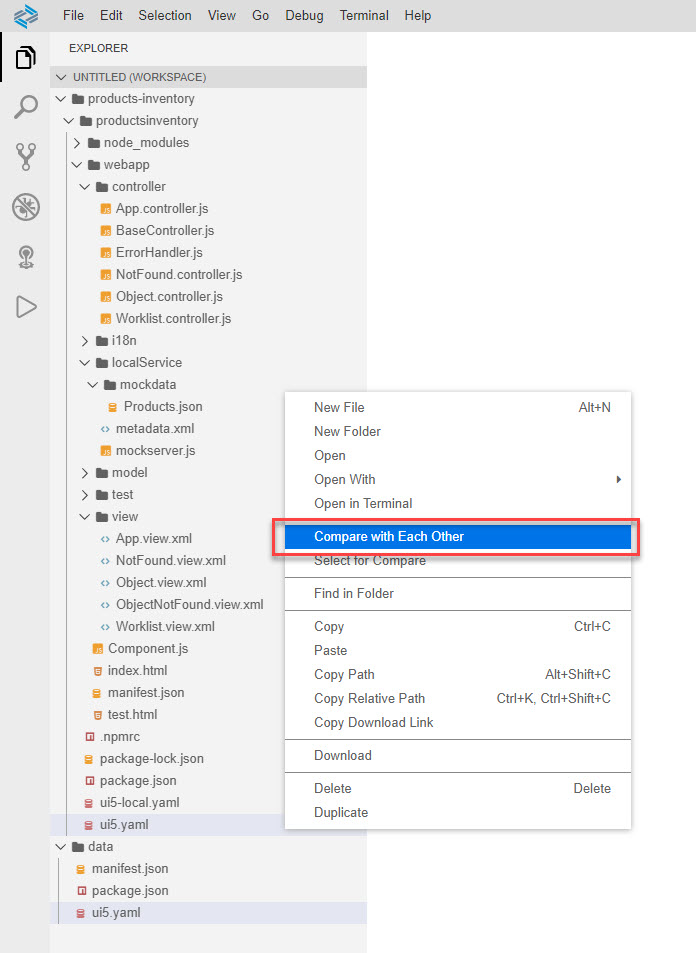 File Edit Selection View Go Debug Terminal Help
EXPLORER
UNTITLED (WORKSPACE)
products-inventory
productsinventory
node_modules
webapp
controller
App.controller.js
BaseController.js
ErrorHandler.js
NotFound.controller.js
Object.controller.js
Worklist.controller.js
i18n
localService
mockdata
Products.json
metadata.xml
mockserver.js
model
test
view
App.view.xml
NotFound.view.xml
Object.view.xml
ObjectNotFound.view.xml
Worklist.view.xml
Component.js
index.html
manifest.json
test.html
.npmrc
package-lock.json
package.json
ui5-local.yaml
ui5.yaml
data
manifest.json
package.json
ui5.yaml
New File Alt+N
New Folder
Open
Open With
Open in Terminal
Compare with Each Other
Select for Compare
Find in Folder
Copy Ctrl+C
Paste
Copy Path Alt+Shift+C
Copy Relative Path Ctrl+K, Ctrl+Shift+C
Copy Download Link
Download
Delete Delete
Duplicate